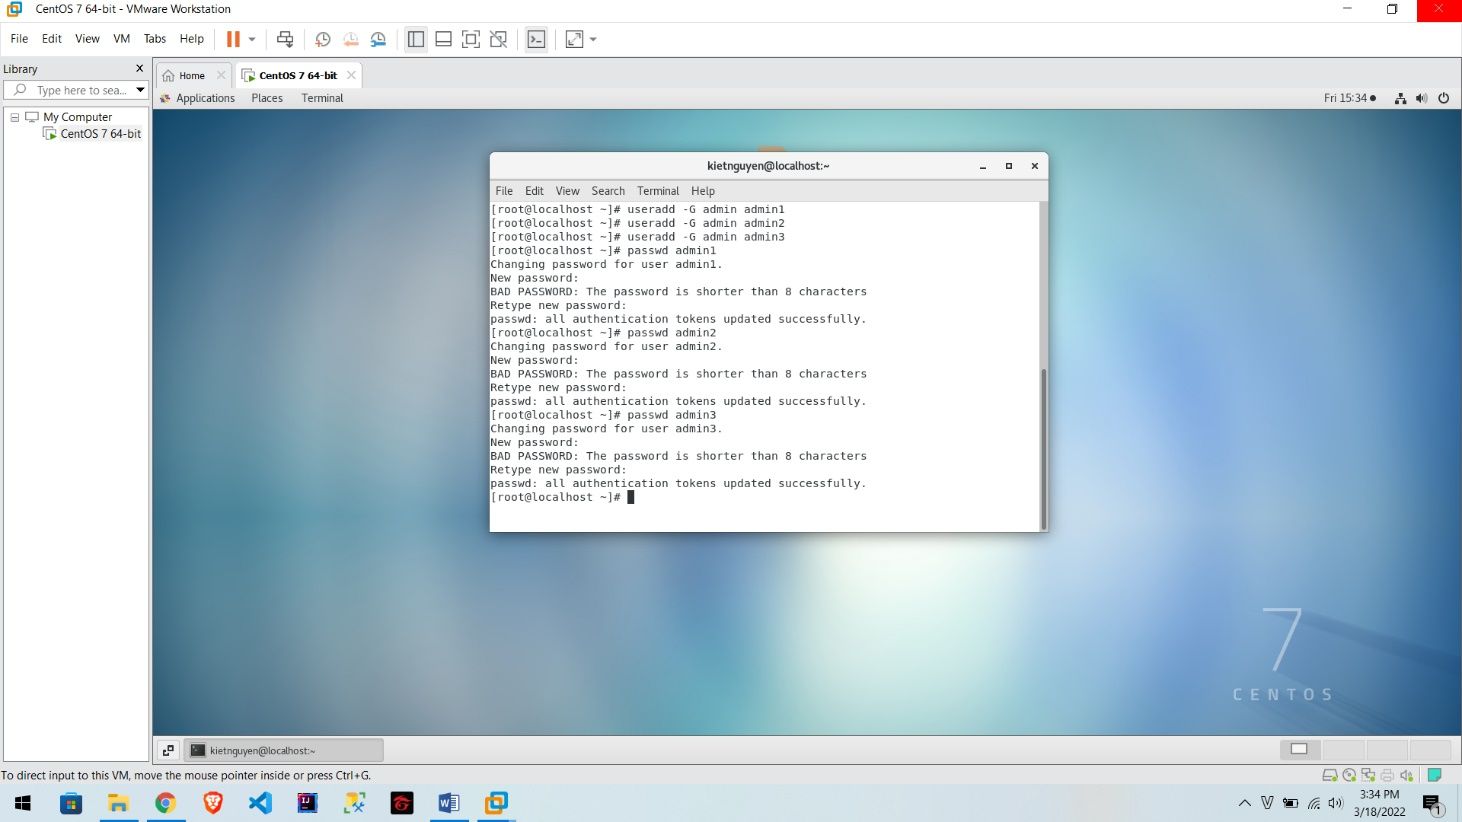 CentOS 7 64-bit - VMware Workstation
File Edit View VM Tabs Help
Library
Type here to sea...
My Computer
CentOS 7 64-bit
Home
CentOS 7 64-bit
Applications Places Terminal
Fri 15:34
kietnguyen@localhost:~
File Edit View Search Terminal Help
[root@localhost ~]# useradd -G admin admin1
[root@localhost ~]# useradd -G admin admin2
[root@localhost ~]# useradd -G admin admin3
[root@localhost ~]# passwd admin1
Changing password for user admin1.
New password:
BAD PASSWORD: The password is shorter than 8 characters
Retype new password:
passwd: all authentication tokens updated successfully.
[root@localhost ~]# passwd admin2
Changing password for user admin2.
New password:
BAD PASSWORD: The password is shorter than 8 characters
Retype new password:
passwd: all authentication tokens updated successfully.
[root@localhost ~]# passwd admin3
Changing password for user admin3.
New password:
BAD PASSWORD: The password is shorter than 8 characters
Retype new password:
passwd: all authentication tokens updated successfully.
[root@localhost ~]#
7
CENTOS
kietnguyen@localhost:~
To direct input to this VM, move the mouse pointer inside or press Ctrl+G.
3:34 PM
3/18/2022
1